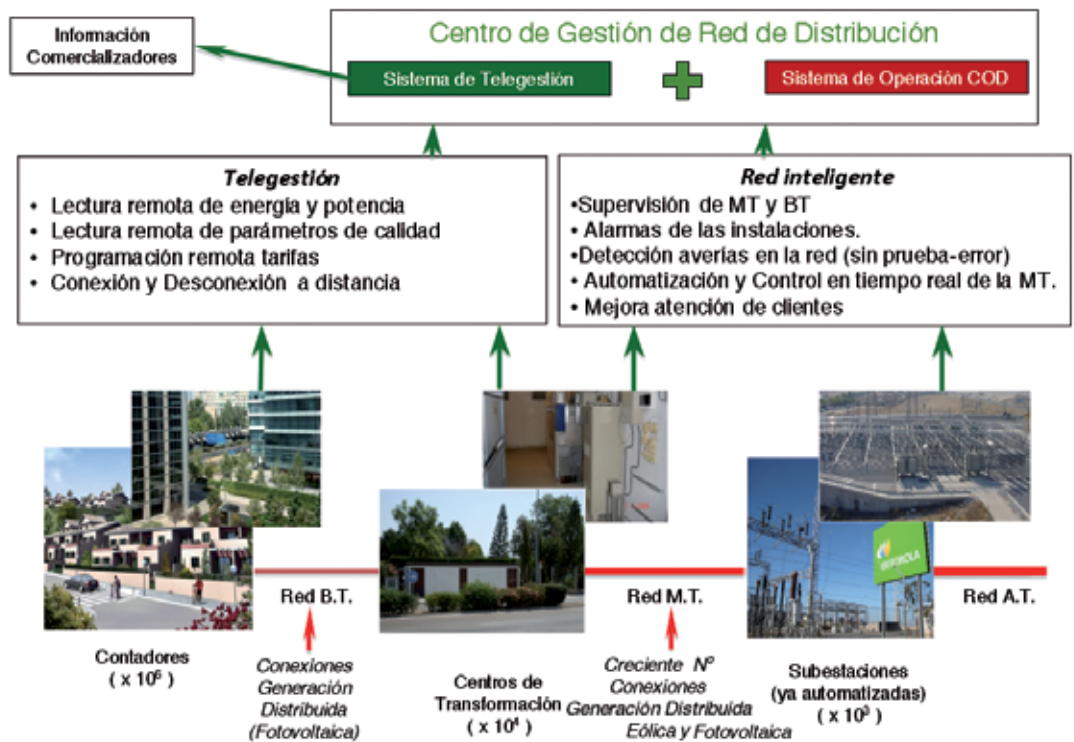 Información
Comercializadores
Centro de Gestión de Red de Distribución
Sistema de Telegestión
Sistema de Operación COD
Telegestión
• Lectura remota de energía y potencia
• Lectura remota de parámetros de calidad
• Programación remota tarifas
• Conexión y Desconexión a distancia
Red inteligente
•Supervisión de MT y BT
• Alarmas de las instalaciones.
•Detección averías en la red (sin prueba-error)
• Automatización y Control en tiempo real de la MT.
• Mejora atención de clientes
IBERDROLA
Red B.T.
Red M.T.
Red A.T.
Contadores
( x 10⁶ )
Conexiones
Generación
Distribuida
(Fotovoltaica)
Centros de
Transformación
( x 10⁴ )
Creciente Nº
Conexiones
Generación Distribuida
Eólica y Fotovoltaica
Subestaciones
(ya automatizadas)
( x 10³ )